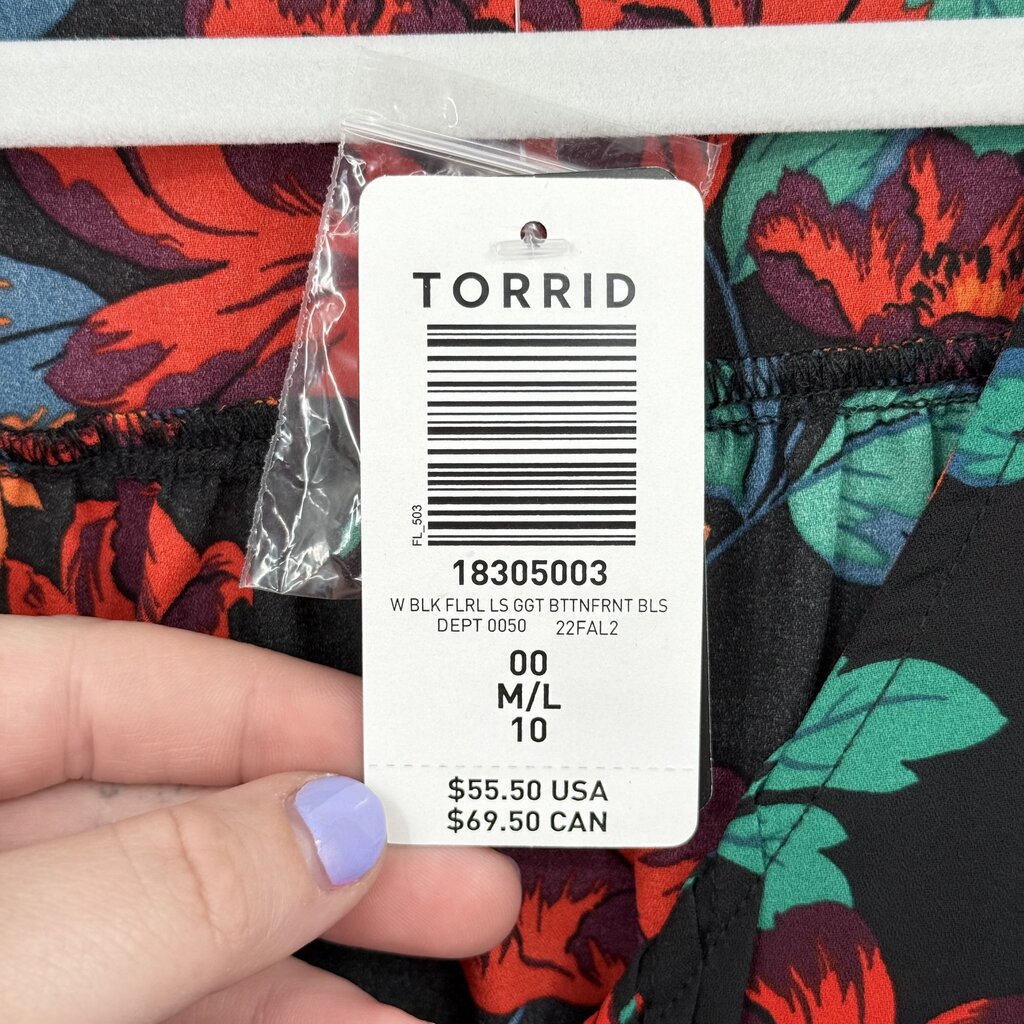 TORRID
FL_503
18305003
W BLK FLRL LS GGT BTTNFRNT BLS
DEPT 0050 22FAL2
00
M/L
10
$55.50 USA
$69.50 CAN